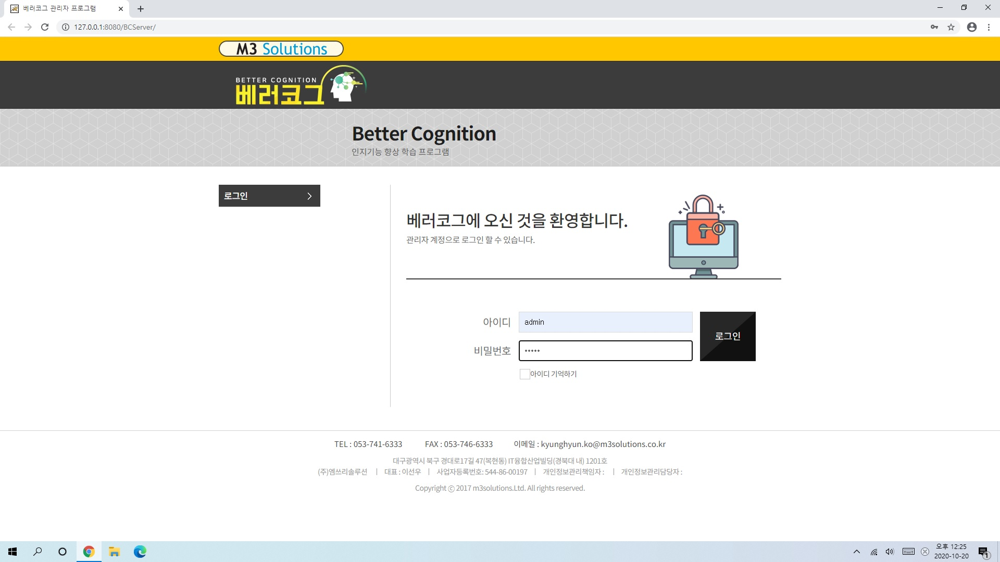 베러코그 관리자 프로그램
127.0.0.1:8080/BCServer/
M3 Solutions
BETTER COGNITION
베러코그
Better Cognition
인지기능 향상 학습 프로그램
로그인
베러코그에 오신 것을 환영합니다.
관리자 계정으로 로그인 할 수 있습니다.
아이디 admin
로그인
비밀번호 •••••
아이디 기억하기
TEL : 053-741-6333 FAX : 053-746-6333 이메일 : kyunghyun.ko@m3solutions.co.kr
대구광역시 북구 경대로17길 47(복현동) IT융합산업빌딩(경북대 내) 1201호
(주)엠쓰리솔루션 | 대표 : 이선우 | 사업자등록번호: 544-86-00197 | 개인정보관리책임자 : | 개인정보관리담당자 :
Copyright ⓒ 2017 m3solutions.Ltd. All rights reserved.
오후 12:25
2020-10-20
1